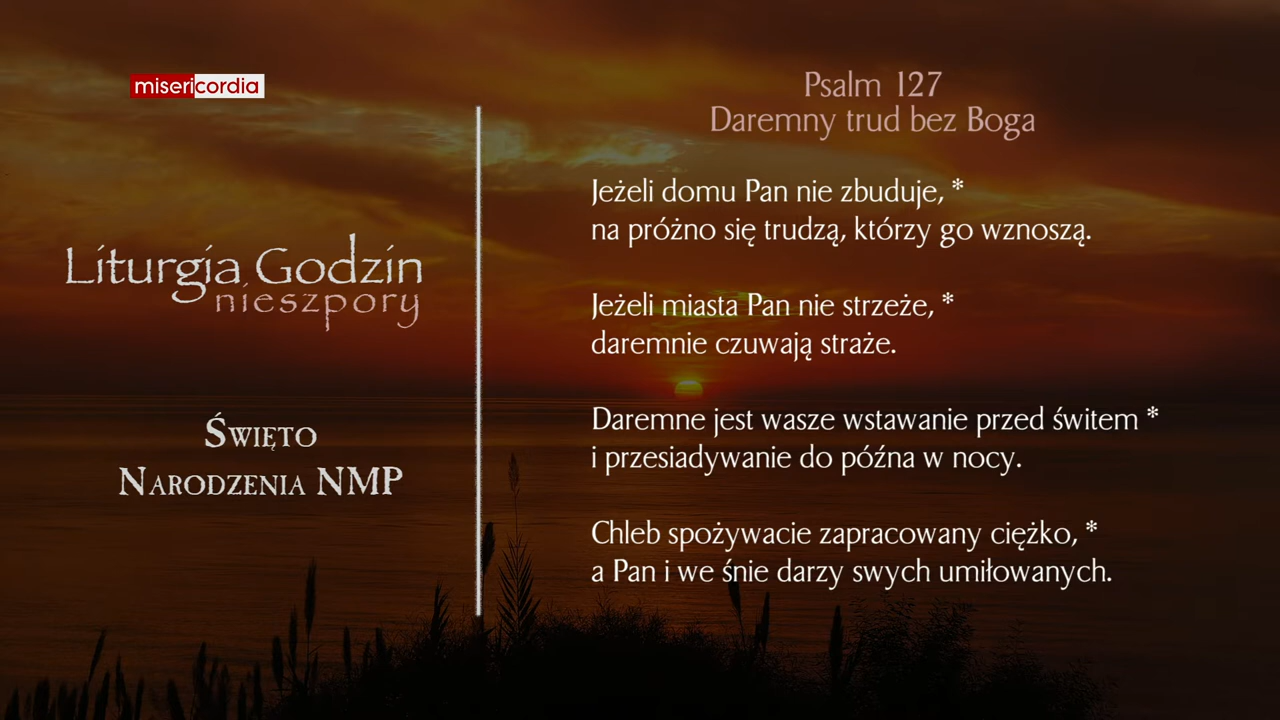 misericordia
Liturgia Godzin
nieszpory
Święto
Narodzenia NMP
Psalm 127
Daremny trud bez Boga
Jeżeli domu Pan nie zbuduje, *
na próżno się trudzą, którzy go wznoszą.
Jeżeli miasta Pan nie strzeże, *
daremnie czuwają straże.
Daremne jest wasze wstawanie przed świtem *
i przesiadywanie do późna w nocy.
Chleb spożywacie zapracowany ciężko, *
a Pan i we śnie darzy swych umiłowanych.